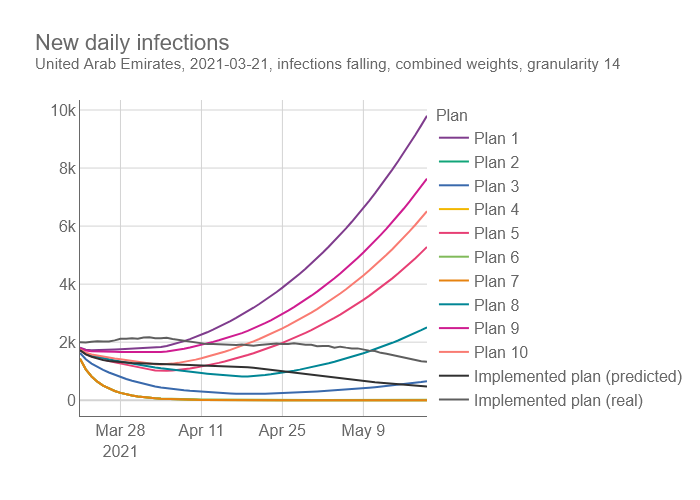 New daily infections
United Arab Emirates, 2021-03-21, infections falling, combined weights, granularity 14
10k
8k
6k
4k
2k
0
Mar 28
2021
Apr 11
Apr 25
May 9
Plan
Plan 1
Plan 2
Plan 3
Plan 4
Plan 5
Plan 6
Plan 7
Plan 8
Plan 9
Plan 10
Implemented plan (predicted)
Implemented plan (real)